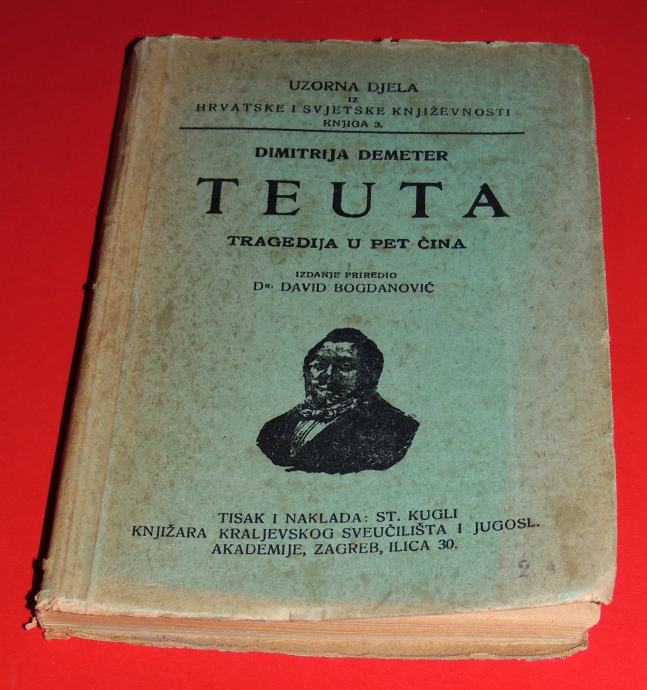 UZORNA DJELA
IZ
HRVATSKE I SVJETSKE KNJIŽEVNOSTI
KNJIGA 3.
DIMITRIJA DEMETER
TEUTA
TRAGEDIJA U PET ČINA
IZDANJE PRIREDIO
DR. DAVID BOGDANOVIĆ
TISAK I NAKLADA: ST. KUGLI
KNJIŽARA KRALJEVSKOG SVEUČILIŠTA I JUGOSL.
AKADEMIJE, ZAGREB, ILICA 30.
2